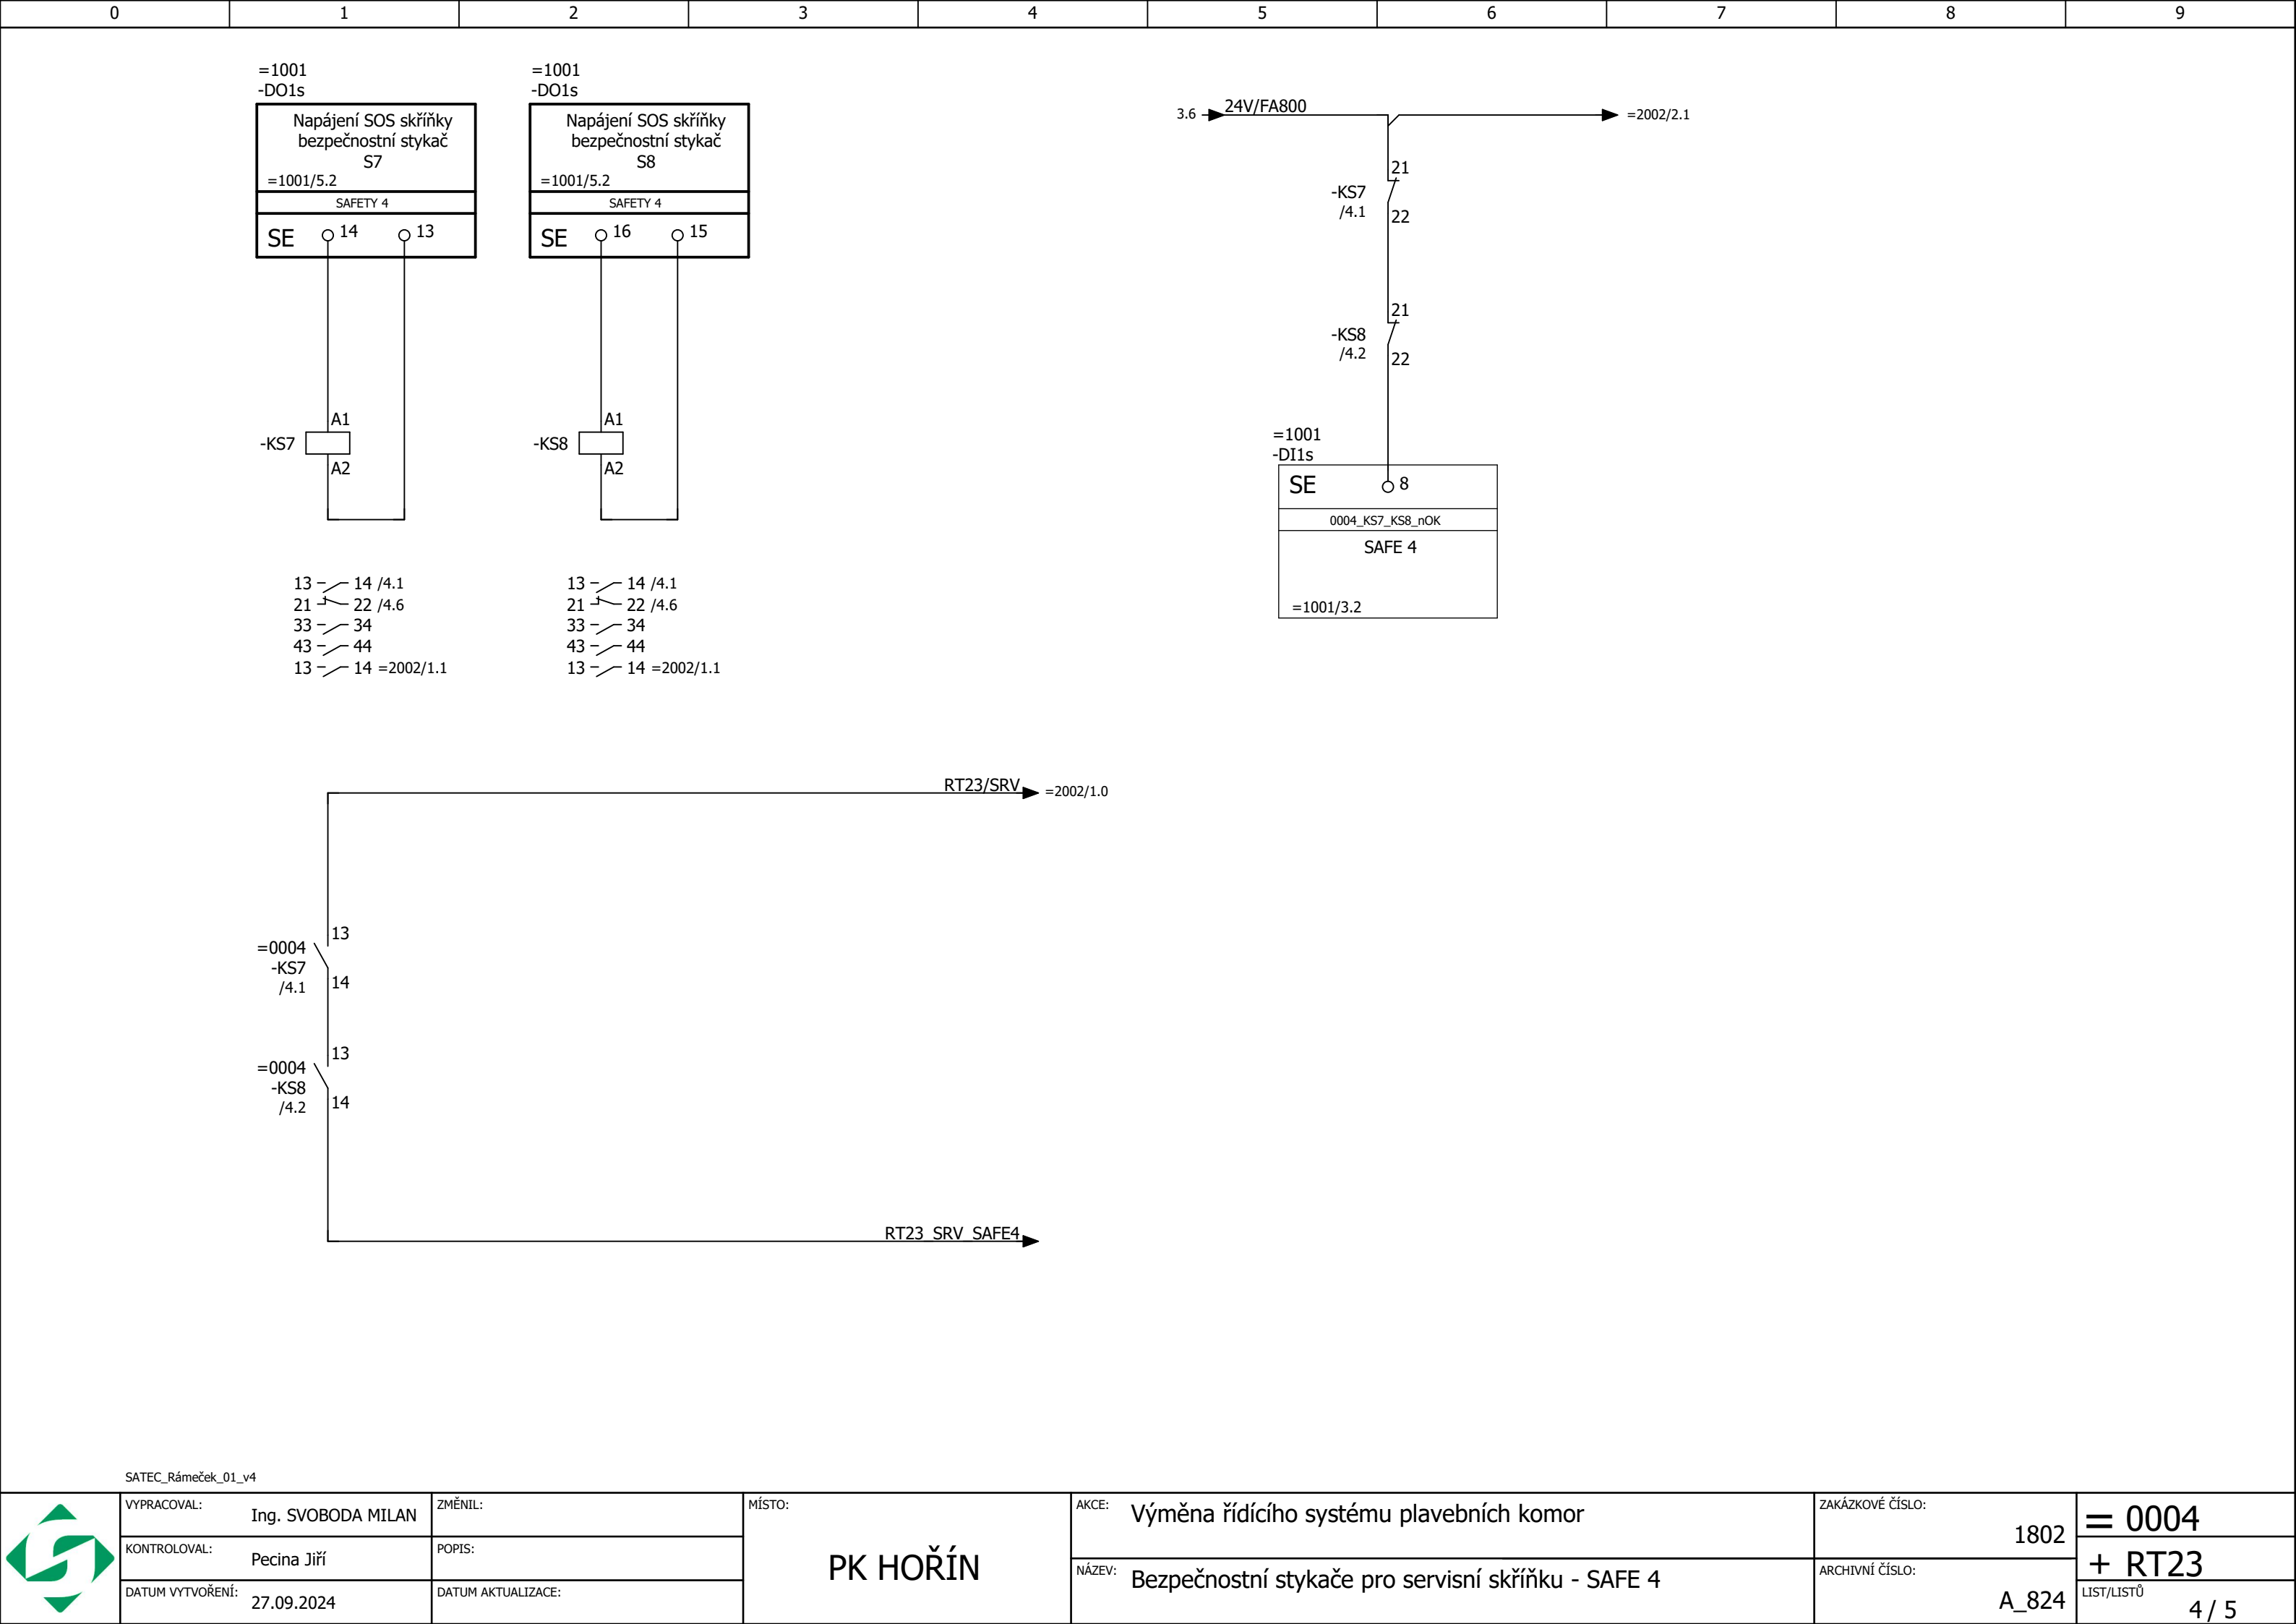 0 1 2 3 4 5 6 7 8 9
=1001
-DO1s
Napájení SOS skříňky
bezpečnostní stykač
S7
=1001/5.2
SAFETY 4
SE 14 13
A1
-KS7
A2
13 14 /4.1
21 22 /4.6
33 34
43 44
13 14 =2002/1.1
=1001
-DO1s
Napájení SOS skříňky
bezpečnostní stykač
S8
=1001/5.2
SAFETY 4
SE 16 15
A1
-KS8
A2
13 14 /4.1
21 22 /4.6
33 34
43 44
13 14 =2002/1.1
3.6 24V/FA800 =2002/2.1
21
-KS7
/4.1
22
21
-KS8
/4.2
22
=1001
-DI1s
SE 8
0004_KS7_KS8_nOK
SAFE 4
=1001/3.2
RT23/SRV =2002/1.0
13
=0004
-KS7
/4.1
14
13
=0004
-KS8
/4.2
14
RT23_SRV_SAFE4
SATEC_Rámeček_01_v4
VYPRACOVAL: Ing. SVOBODA MILAN
KONTROLOVAL: Pecina Jiří
DATUM VYTVOŘENÍ: 27.09.2024
ZMĚNIL:
POPIS:
DATUM AKTUALIZACE:
MÍSTO:
PK HOŘÍN
AKCE: Výměna řídícího systému plavebních komor
NÁZEV: Bezpečnostní stykače pro servisní skříňku - SAFE 4
ZAKÁZKOVÉ ČÍSLO:
1802
ARCHIVNÍ ČÍSLO:
A_824
= 0004
+ RT23
LIST/LISTŮ
4 / 5